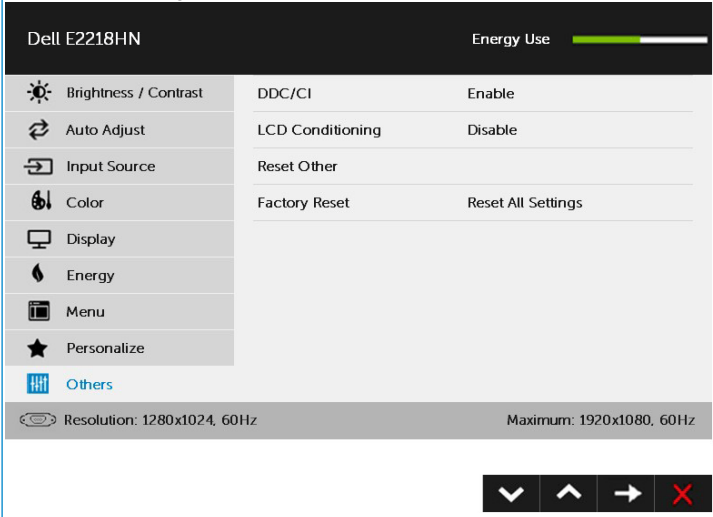 Dell E2218HN Energy Use
Brightness / Contrast DDC/CI Enable
Auto Adjust LCD Conditioning Disable
Input Source Reset Other
Color Factory Reset Reset All Settings
Display
Energy
Menu
Personalize
Others
Resolution: 1280x1024, 60Hz Maximum: 1920x1080, 60Hz